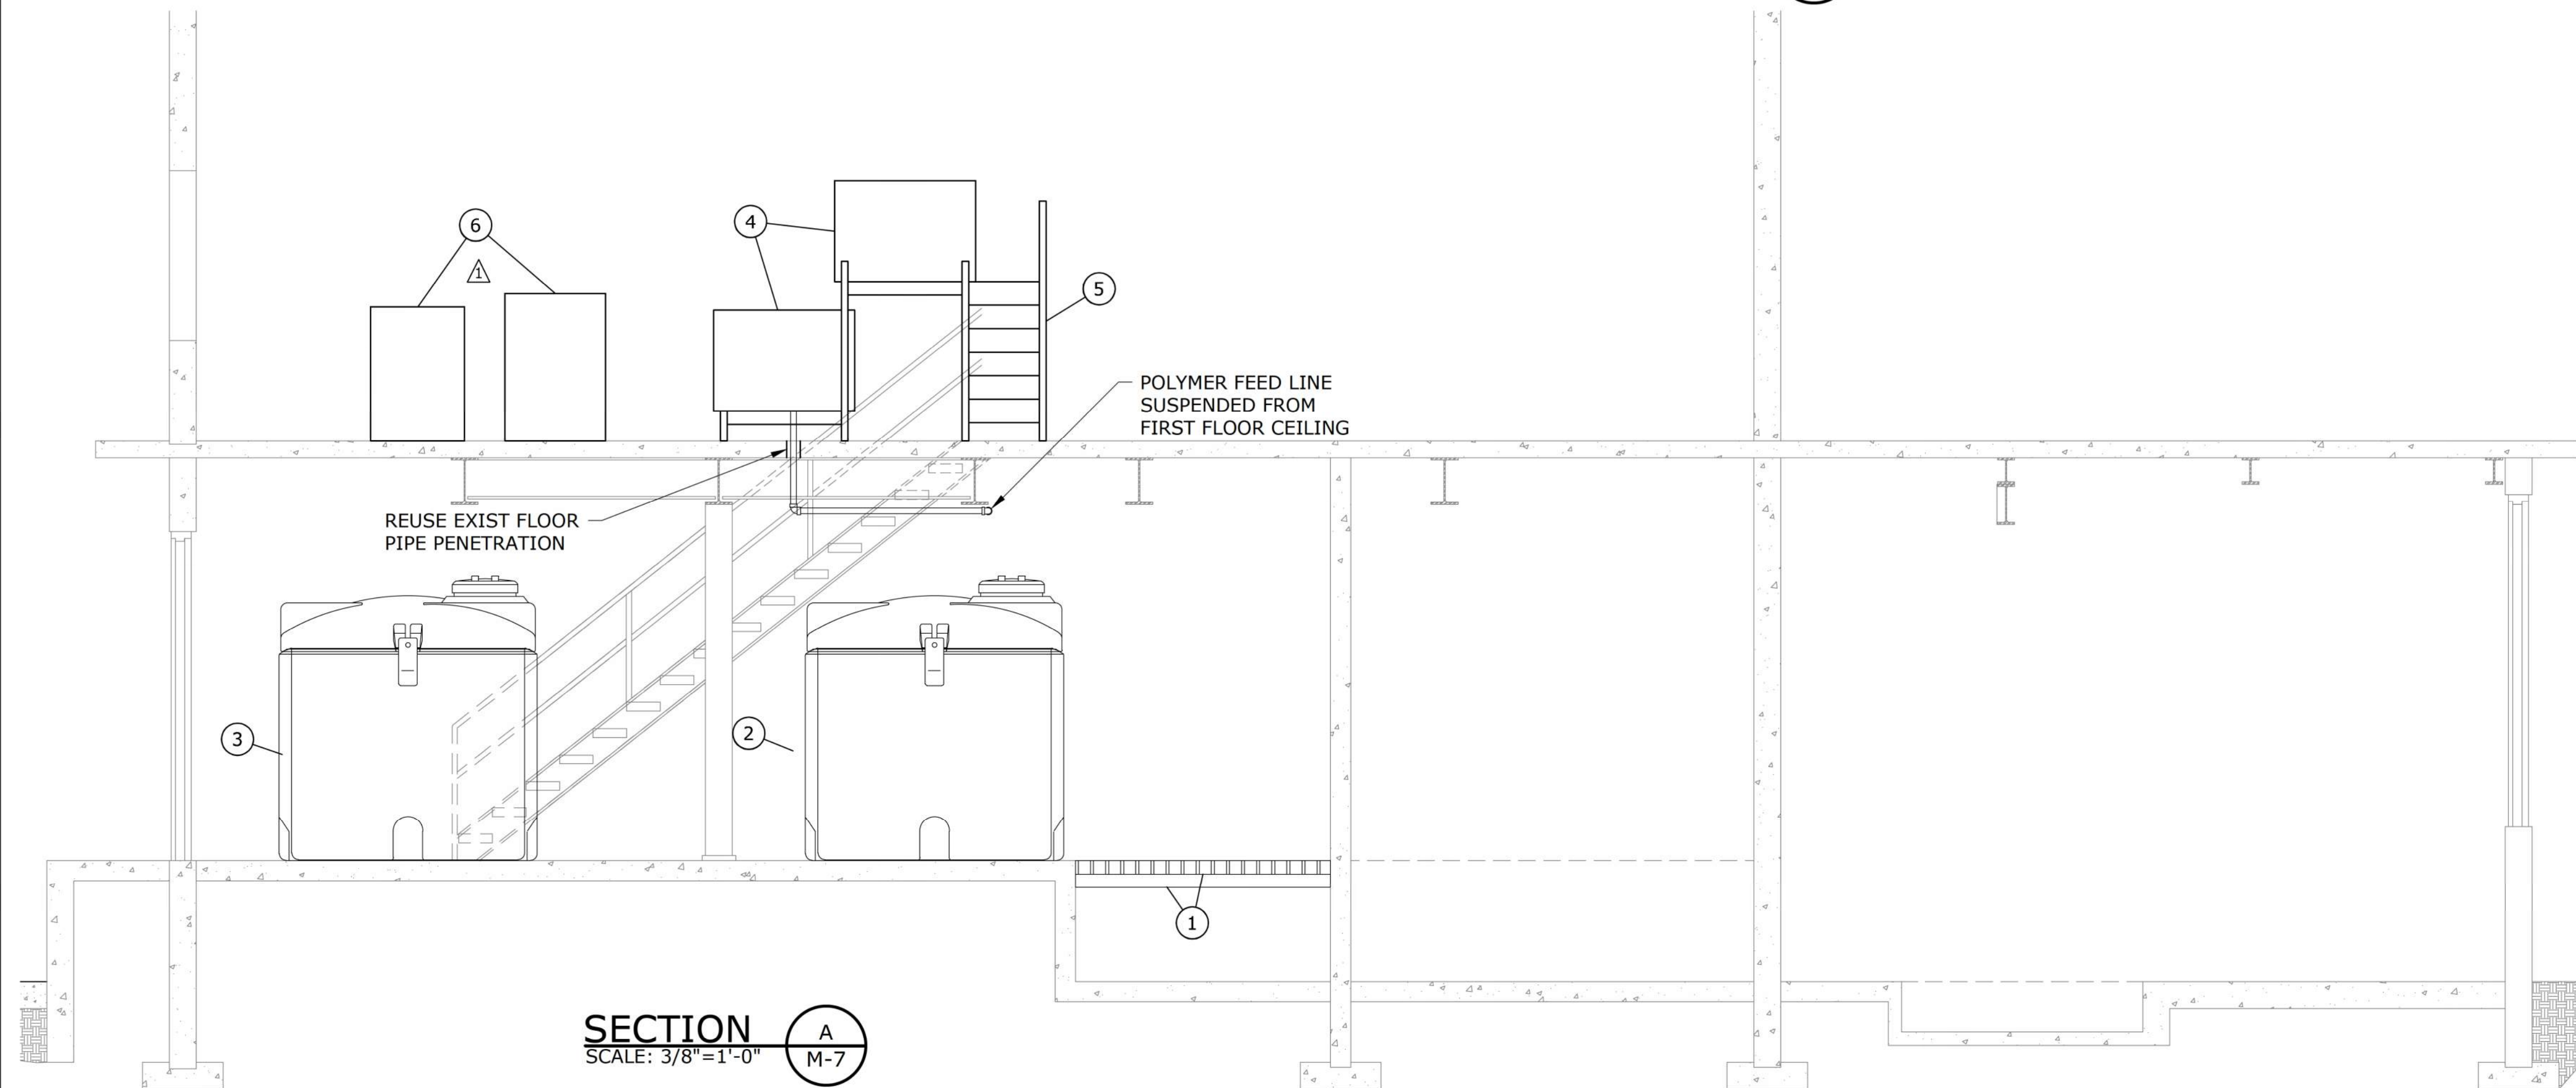 6
1
4
5
POLYMER FEED LINE
SUSPENDED FROM
FIRST FLOOR CEILING
REUSE EXIST FLOOR
PIPE PENETRATION
3
2
1
SECTION
SCALE: 3/8"=1'-0"
A
M-7